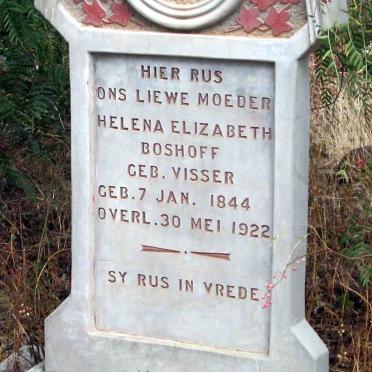 HIER RUS
ONS LIEWE MOEDER
HELENA ELIZABETH
BOSHOFF
GEB. VISSER
GEB. 7 JAN. 1844
OVERL. 30 MEI 1922.
SY RUS IN VREDE